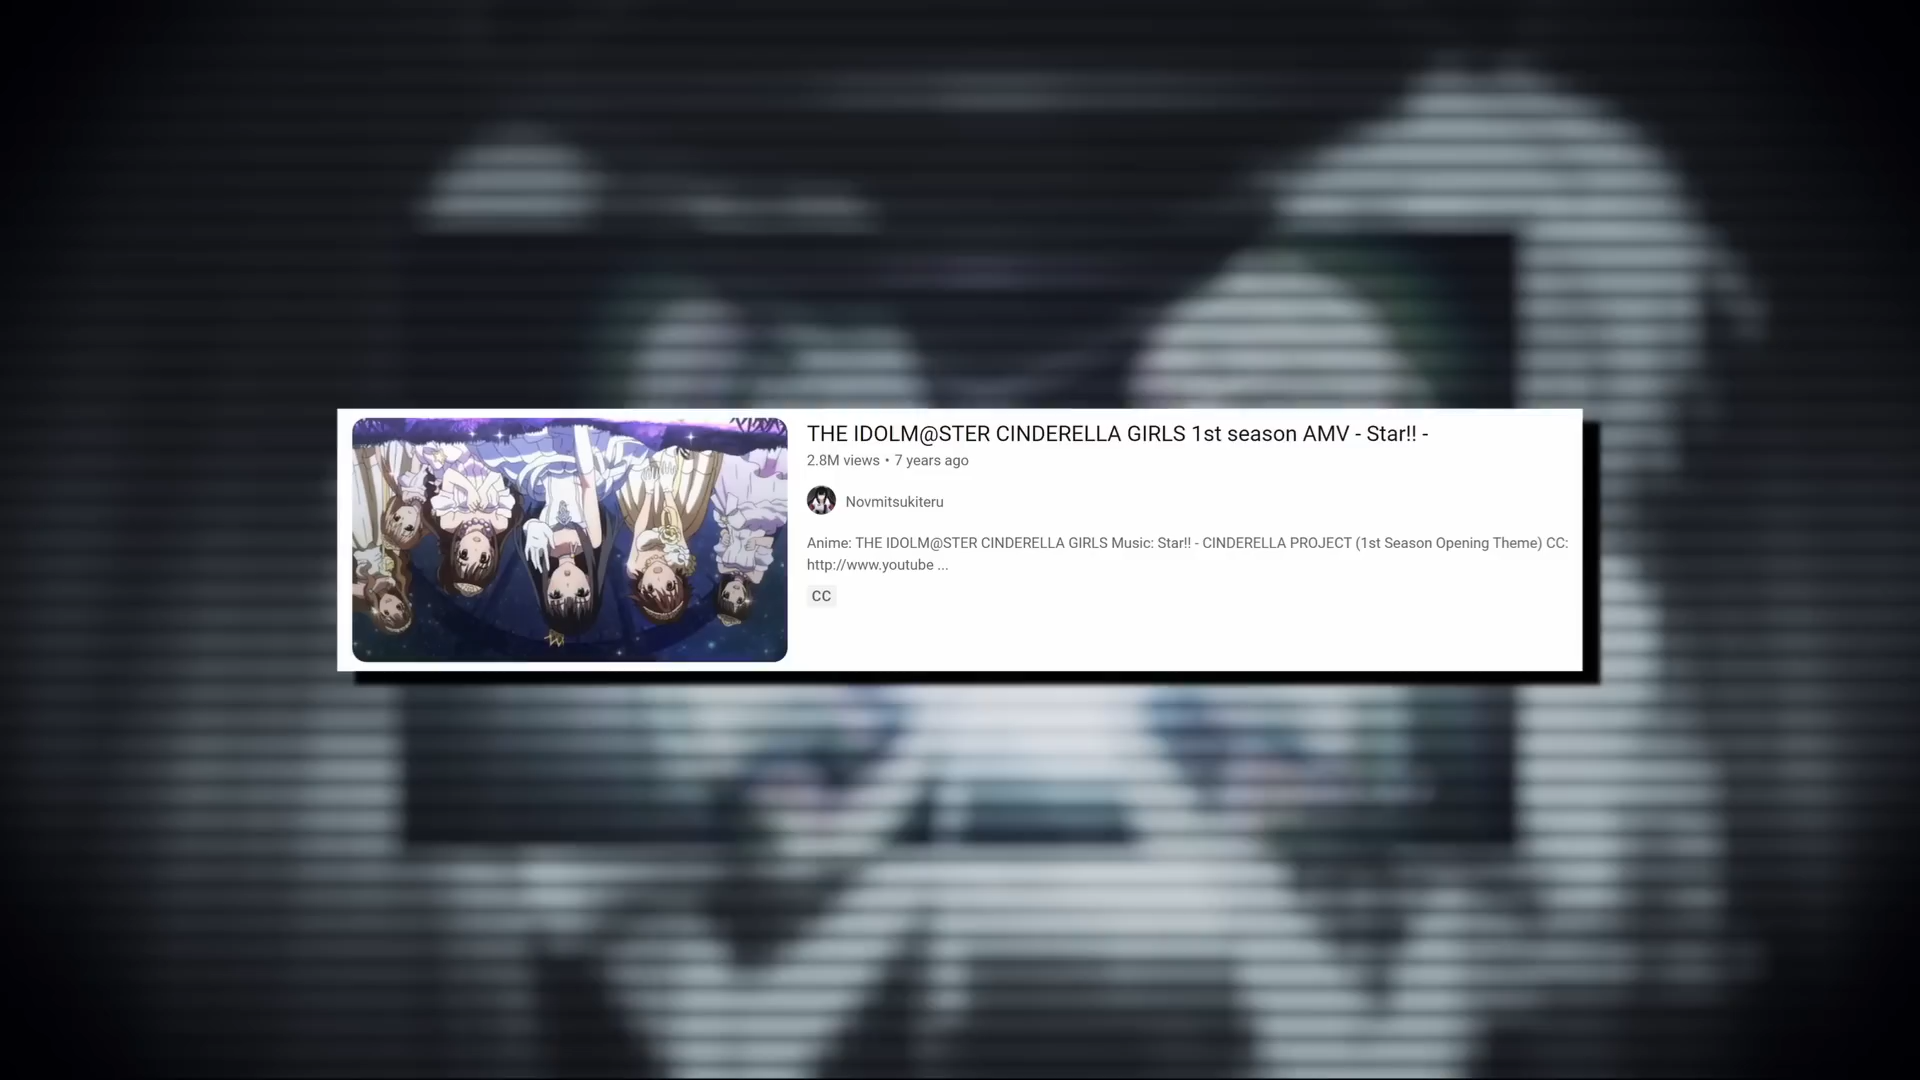 THE IDOLM@STER CINDERELLA GIRLS 1st season AMV - Star!! -
2.8M views • 7 years ago
Novmitsukiteru
Anime: THE IDOLM@STER CINDERELLA GIRLS Music: Star!! - CINDERELLA PROJECT (1st Season Opening Theme) CC:
http://www.youtube ...
CC